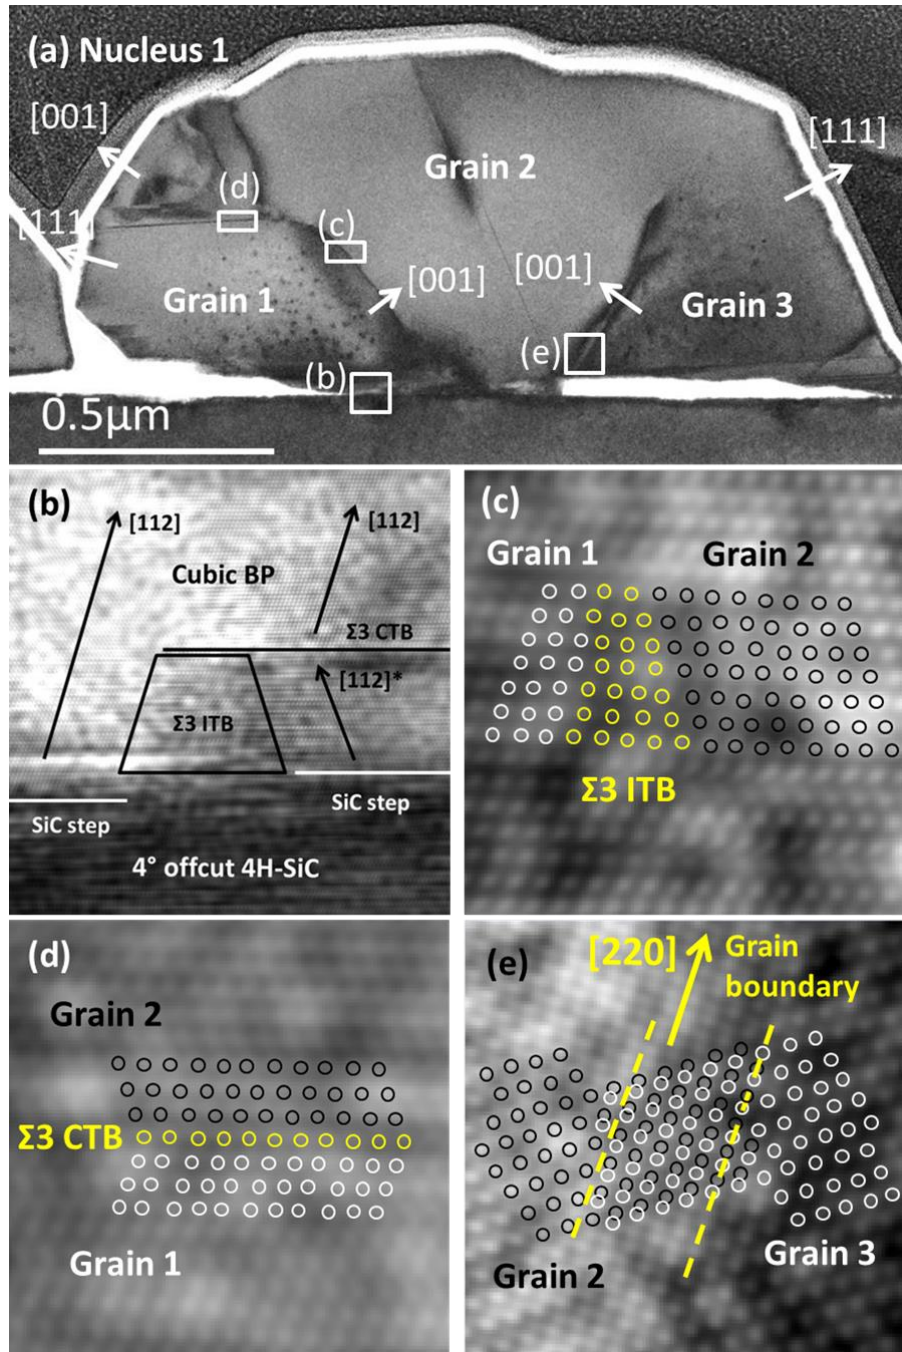 (a) Nucleus 1
[001]
[111]
Grain 2
(d)
[111]
(c)
[001]
[001]
Grain 1
Grain 3
(e)
(b)
0.5μm
(b)
[112]
[112]
Cubic BP
Σ3 CTB
[112]*
Σ3 ITB
SiC step
SiC step
4° offcut 4H-SiC
(c)
Grain 1
Grain 2
Σ3 ITB
(d)
Grain 2
Σ3 CTB
Grain 1
(e)
[220]
Grain
boundary
Grain 2
Grain 3